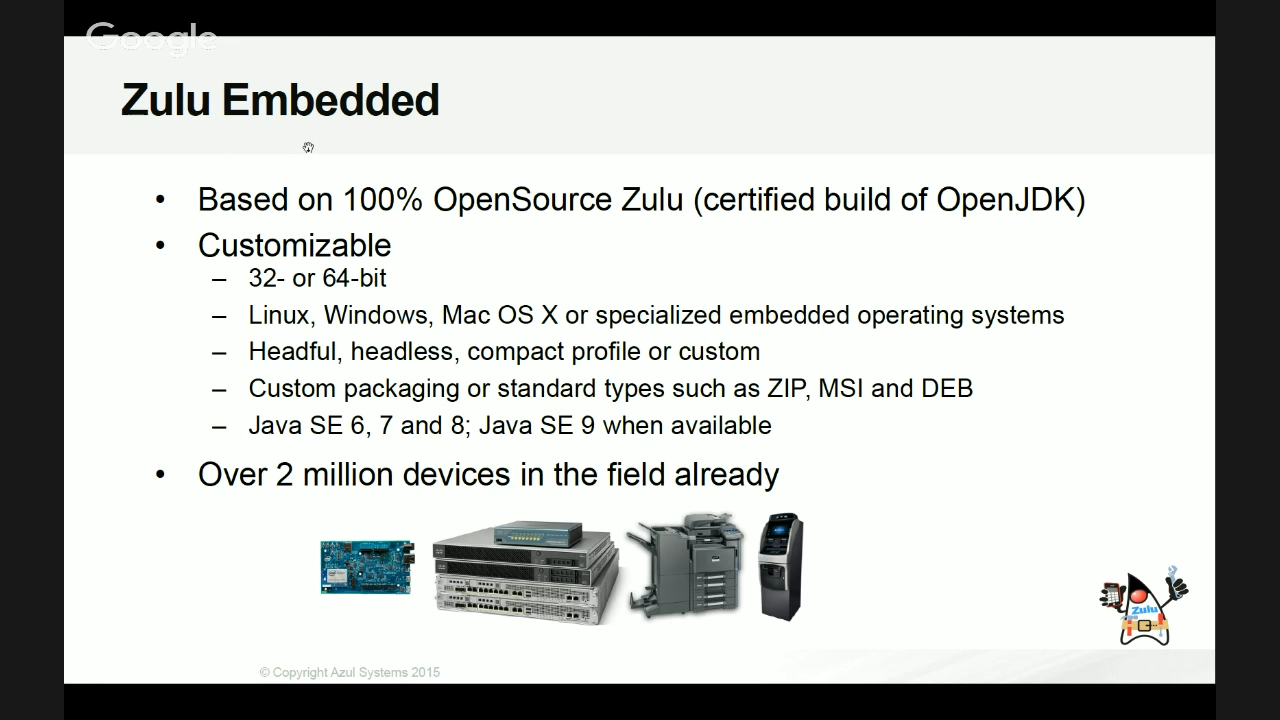 Google
Zulu Embedded
• Based on 100% OpenSource Zulu (certified build of OpenJDK)
• Customizable
– 32- or 64-bit
– Linux, Windows, Mac OS X or specialized embedded operating systems
– Headful, headless, compact profile or custom
– Custom packaging or standard types such as ZIP, MSI and DEB
– Java SE 6, 7 and 8; Java SE 9 when available
• Over 2 million devices in the field already
Zulu
© Copyright Azul Systems 2015